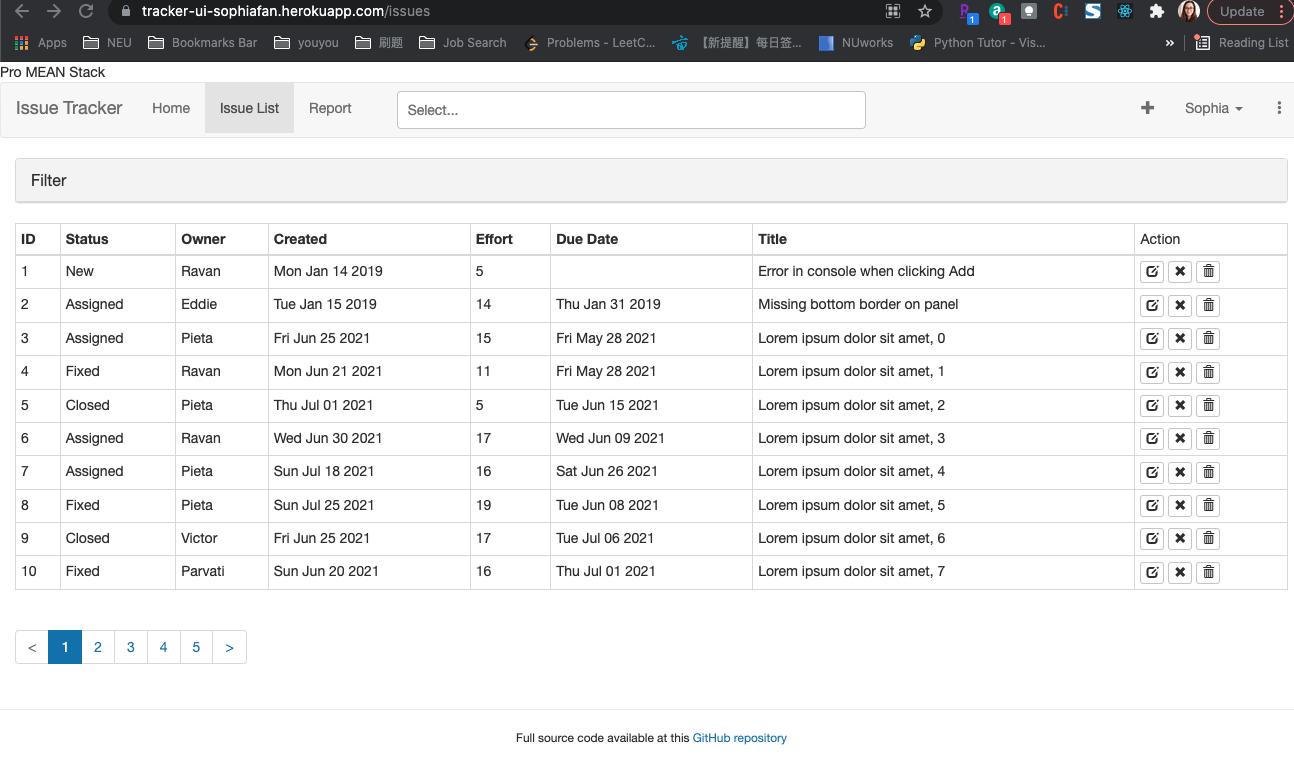 tracker-ui-sophiafan.herokuapp.com/issues 1 1 Update
Apps NEU Bookmarks Bar youyou 刷题 Job Search Problems - LeetC... 【新提醒】每日签... NUworks Python Tutor - Vis... » Reading List
Pro MEAN Stack
Issue Tracker Home Issue List Report Select... Sophia
Filter
ID Status Owner Created Effort Due Date Title Action
1 New Ravan Mon Jan 14 2019 5 Error in console when clicking Add
2 Assigned Eddie Tue Jan 15 2019 14 Thu Jan 31 2019 Missing bottom border on panel
3 Assigned Pieta Fri Jun 25 2021 15 Fri May 28 2021 Lorem ipsum dolor sit amet, 0
4 Fixed Ravan Mon Jun 21 2021 11 Fri May 28 2021 Lorem ipsum dolor sit amet, 1
5 Closed Pieta Thu Jul 01 2021 5 Tue Jun 15 2021 Lorem ipsum dolor sit amet, 2
6 Assigned Ravan Wed Jun 30 2021 17 Wed Jun 09 2021 Lorem ipsum dolor sit amet, 3
7 Assigned Pieta Sun Jul 18 2021 16 Sat Jun 26 2021 Lorem ipsum dolor sit amet, 4
8 Fixed Pieta Sun Jul 25 2021 19 Tue Jun 08 2021 Lorem ipsum dolor sit amet, 5
9 Closed Victor Fri Jun 25 2021 17 Tue Jul 06 2021 Lorem ipsum dolor sit amet, 6
10 Fixed Parvati Sun Jun 20 2021 16 Thu Jul 01 2021 Lorem ipsum dolor sit amet, 7
< 1 2 3 4 5 >
Full source code available at this GitHub repository